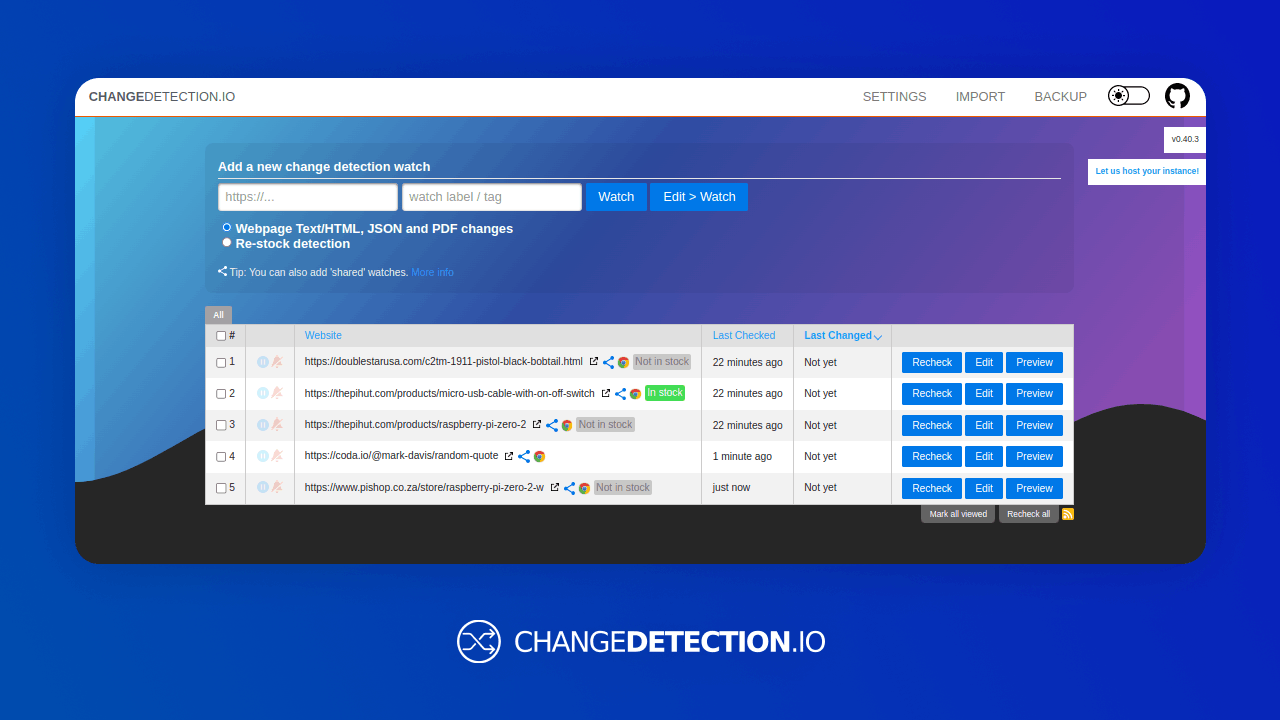 CHANGEDETECTION.IO SETTINGS IMPORT BACKUP
v0.40.3
Let us host your instance!
Add a new change detection watch
https://... watch label / tag Watch Edit > Watch
Webpage Text/HTML, JSON and PDF changes
Re-stock detection
Tip: You can also add 'shared' watches. More info
All
# Website Last Checked Last Changed
1 https://doublestarusa.com/c2tm-1911-pistol-black-bobtail.html Not in stock 22 minutes ago Not yet Recheck Edit Preview
2 https://thepihut.com/products/micro-usb-cable-with-on-off-switch In stock 22 minutes ago Not yet Recheck Edit Preview
3 https://thepihut.com/products/raspberry-pi-zero-2 Not in stock 22 minutes ago Not yet Recheck Edit Preview
4 https://coda.io/@mark-davis/random-quote 1 minute ago Not yet Recheck Edit Preview
5 https://www.pishop.co.za/store/raspberry-pi-zero-2-w Not in stock just now Not yet Recheck Edit Preview
Mark all viewed Recheck all
CHANGEDETECTION.IO